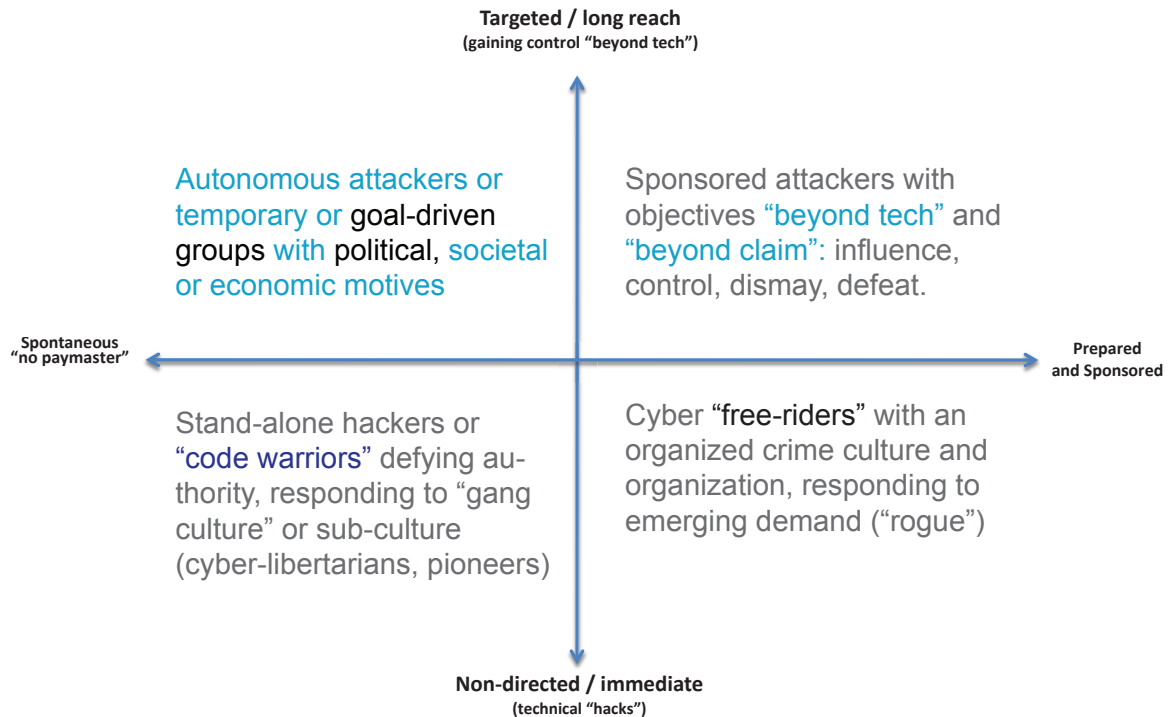 Targeted / long reach
(gaining control “beyond tech”)
Autonomous attackers or
temporary or goal-driven
groups with political, societal
or economic motives
Sponsored attackers with
objectives “beyond tech” and
“beyond claim”: influence,
control, dismay, defeat.
Spontaneous
“no paymaster”
Prepared
and Sponsored
Stand-alone hackers or
“code warriors” defying au-
thority, responding to “gang
culture” or sub-culture
(cyber-libertarians, pioneers)
Cyber “free-riders” with an
organized crime culture and
organization, responding to
emerging demand (“rogue”)
Non-directed / immediate
(technical “hacks”)